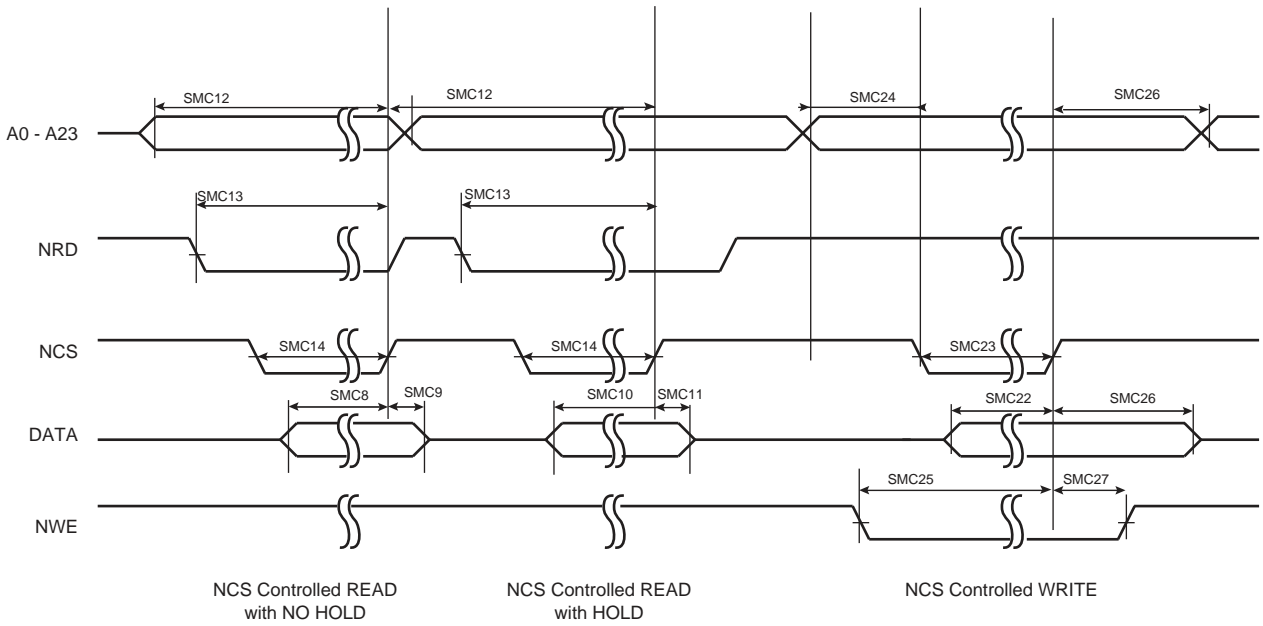 SMC12
SMC12
SMC24
SMC26
A0 - A23
SMC13
SMC13
NRD
NCS
SMC14
SMC14
SMC23
SMC8
SMC9
SMC10
SMC11
SMC22
SMC26
DATA
SMC25
SMC27
NWE
NCS Controlled READ
with NO HOLD
NCS Controlled READ
with HOLD
NCS Controlled WRITE